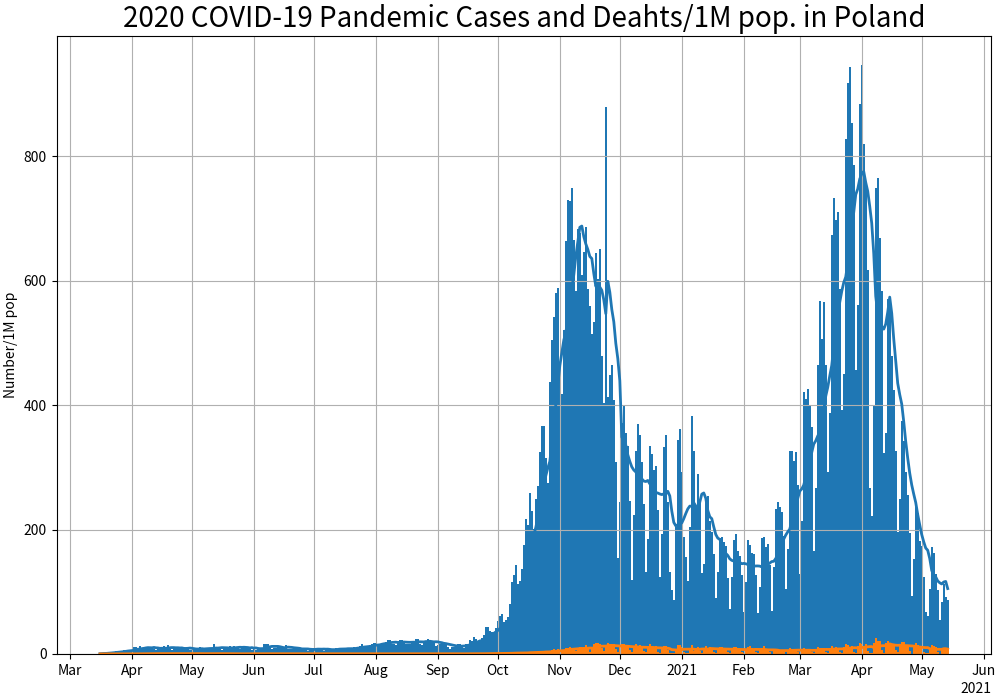 2020 COVID-19 Pandemic Cases and Deahts/1M pop. in Poland
Number/1M pop
800
600
400
200
0
Mar Apr May Jun Jul Aug Sep Oct Nov Dec 2021 Feb Mar Apr May Jun
2021